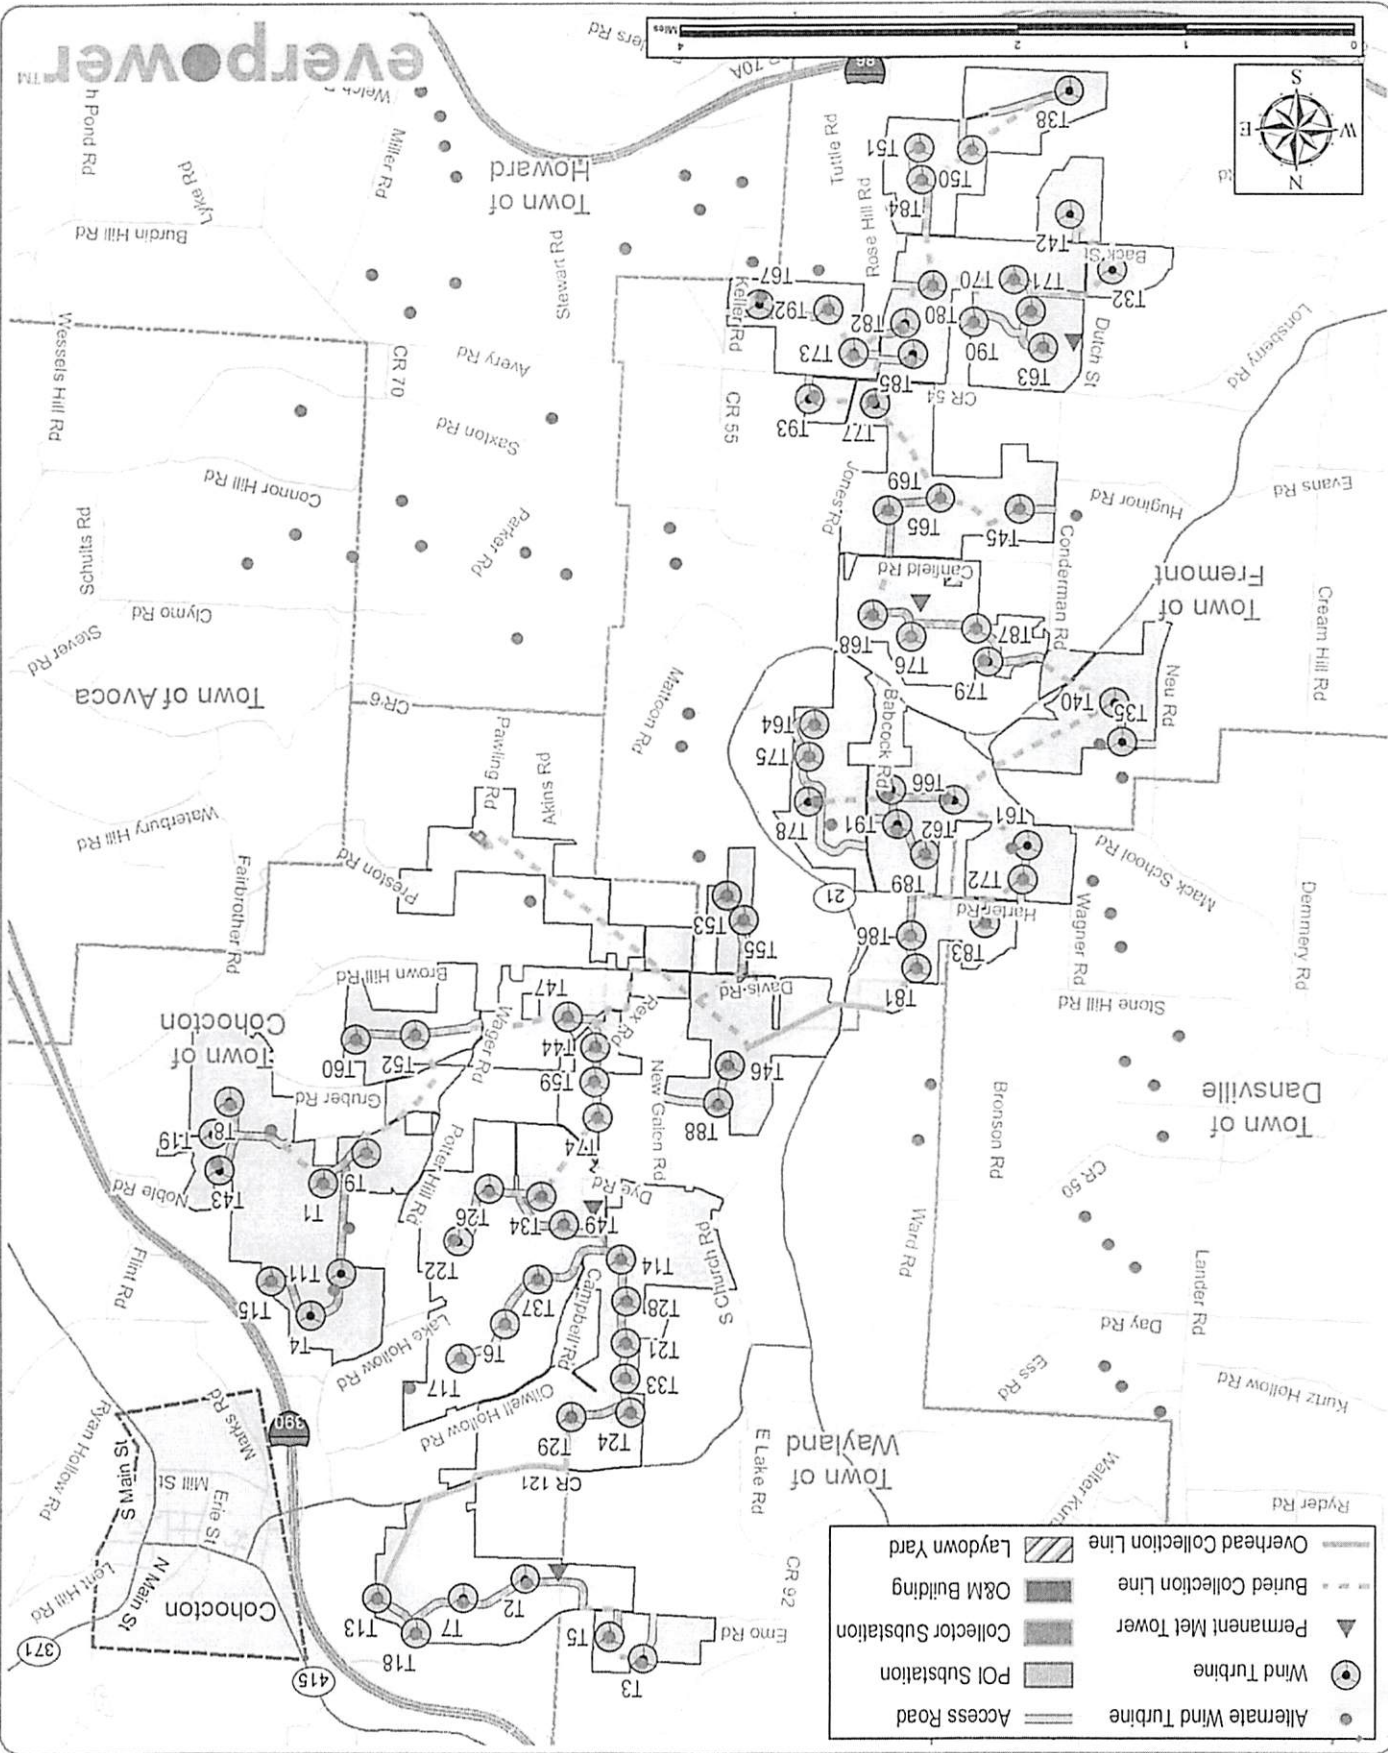 Alternate Wind Turbine
Access Road
Wind Turbine
POI Substation
Permanent Met Tower
Collector Substation
Buried Collection Line
O&M Building
Overhead Collection Line
Laydown Yard
T3
415
T18
371
T5
Emo Rd
T13
T7
T2
Cohocton
N Main St
Lent Hill Rd
CR 92
Ryder Rd
Erie St
Mill St
S Main St
CR 121
Town of
Wayland
E Lake Rd
390
Marks Rd
Ryan Hollow Rd
T24
T29
Oilwell Hollow Rd
Kurtz Hollow Rd
Ess Rd
T33
T17
T6
Campbell Rd
Lake Hollow Rd
T4
T21
Day Rd
T28
T37
T15
T11
Flint Rd
Lander Rd
S Church Rd
T14
T22
T49
T34
T26
Ward Rd
Potter Hill Rd
T1
T9
T43
Noble Rd
Dye Rd
CR 50
New Galen Rd
T74
T19
T8
Town of
Dansville
Bronson Rd
T88
Gruber Rd
T59
T46
T60
T52
Wager Rd
T44
Town of
Cohocton
Rex Rd
T47
Stone Hill Rd
Davis Rd
T81
Brown Hill Rd
T55
T83
T86
Wagner Rd
Demmery Rd
T53
Harter Rd
21
Fairbrother Rd
T72
T89
Preston Rd
Mack School Rd
T61
T62
T91
T78
Waterbury Hill Rd
T66
Akins Rd
Pawling Rd
T75
Babcock Rd
T64
T35
T40
Neu Rd
Mattoon Rd
CR 6
Town of Avoca
T79
T76
T68
T87
Cream Hill Rd
Conderman Rd
Stever Rd
Town of
Fremont
Clymo Rd
Canfield Rd
Parker Rd
Schults Rd
T45
T65
T69
Jones Rd
Huginor Rd
Evans Rd
Connor Hill Rd
Saxton Rd
T77
T93
CR 55
CR 54
T85
T63
T90
T73
Avery Rd
CR 70
Wessels Hill Rd
Lonsberry Rd
Dutch St
T80
T82
T92
T67
Keller Rd
T32
T71
T70
Stewart Rd
Back St
T42
Rose Hill Rd
Burdin Hill Rd
T84
Town of
Howard
Lyke Rd
T50
T51
Tuttle Rd
Miller Rd
N
W
E
S
T38
86
everpower™
0
1
2
4
Miles